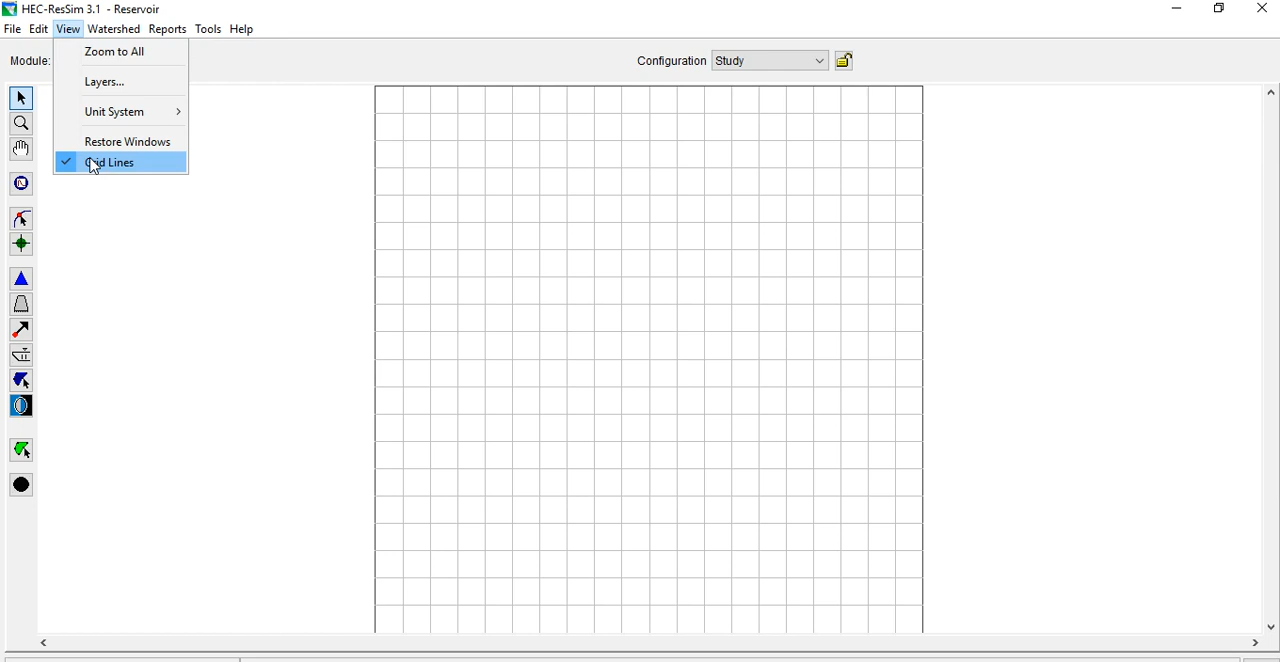 HEC-ResSim 3.1 - Reservoir
File Edit View Watershed Reports Tools Help
Module:
Configuration Study
Zoom to All
Layers...
Unit System
Restore Windows
Grid Lines